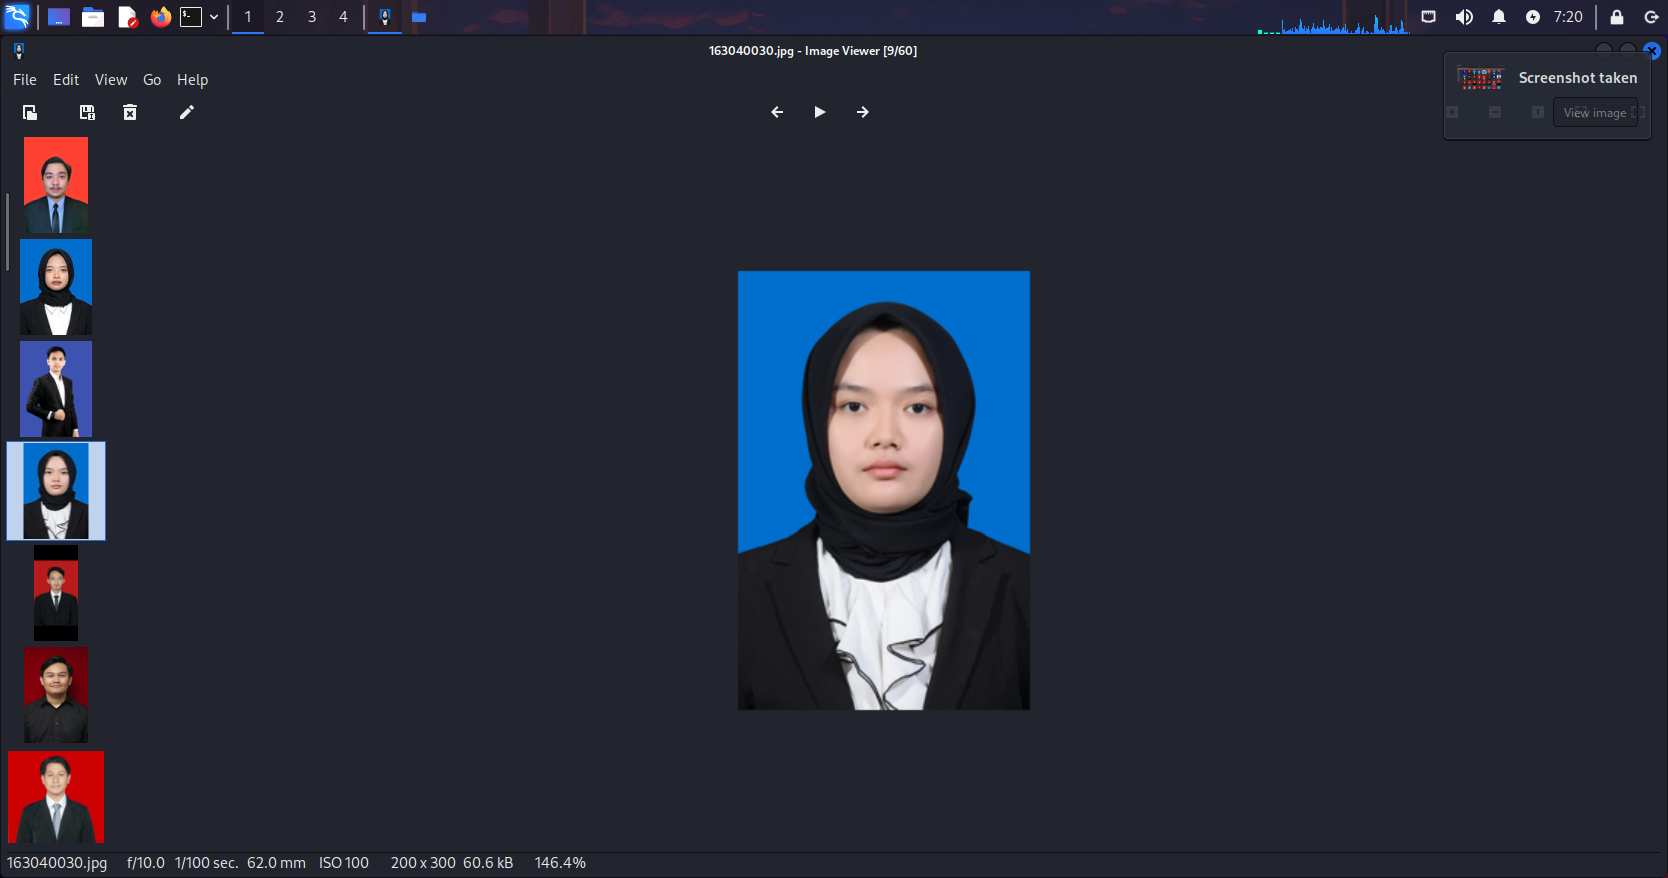 1 2 3 4
7:20
163040030.jpg - Image Viewer [9/60]
File Edit View Go Help
Screenshot taken
View image
163040030.jpg f/10.0 1/100 sec. 62.0 mm ISO 100 200 x 300 60.6 kB 146.4%